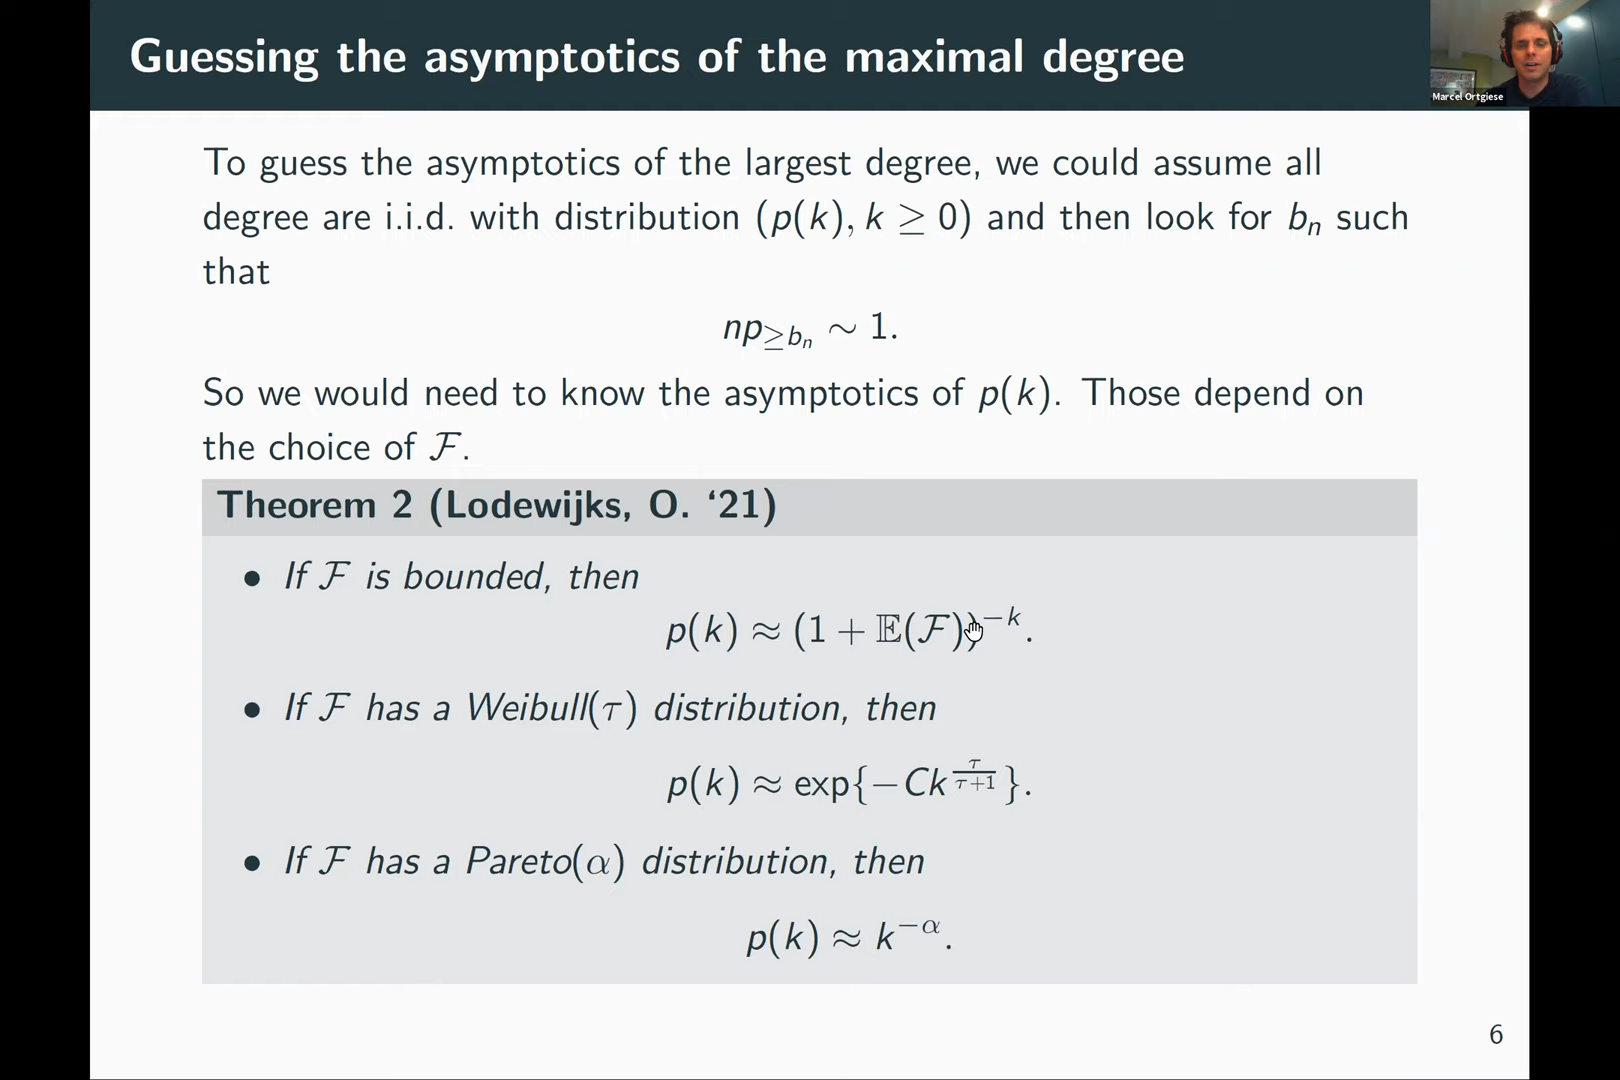 Guessing the asymptotics of the maximal degree
Marcel Ortgiese
To guess the asymptotics of the largest degree, we could assume all
degree are i.i.d. with distribution (p(k), k ≥ 0) and then look for bₙ such
that
np_{≥bₙ} ∼ 1.
So we would need to know the asymptotics of p(k). Those depend on
the choice of ℱ.
Theorem 2 (Lodewijks, O. ‘21)
• If ℱ is bounded, then
p(k) ≈ (1 + 𝔼(ℱ))^{−k}.
• If ℱ has a Weibull(τ) distribution, then
p(k) ≈ exp{−Ck^{τ/(τ+1)}}.
• If ℱ has a Pareto(α) distribution, then
p(k) ≈ k^{−α}.
6